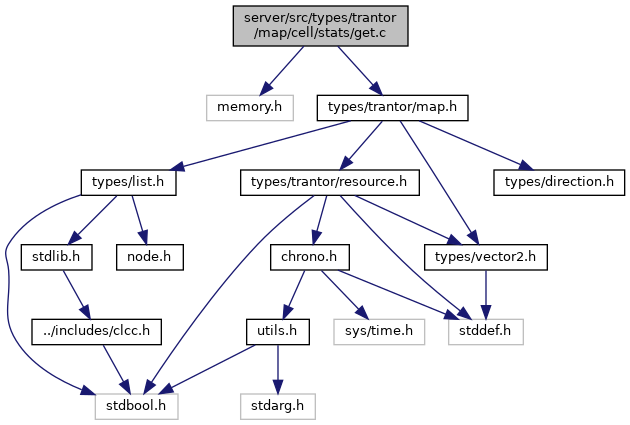 server/src/types/trantor
/map/cell/stats/get.c
memory.h
types/trantor/map.h
types/list.h
types/trantor/resource.h
types/direction.h
stdlib.h
node.h
chrono.h
types/vector2.h
../includes/clcc.h
utils.h
sys/time.h
stddef.h
stdbool.h
stdarg.h